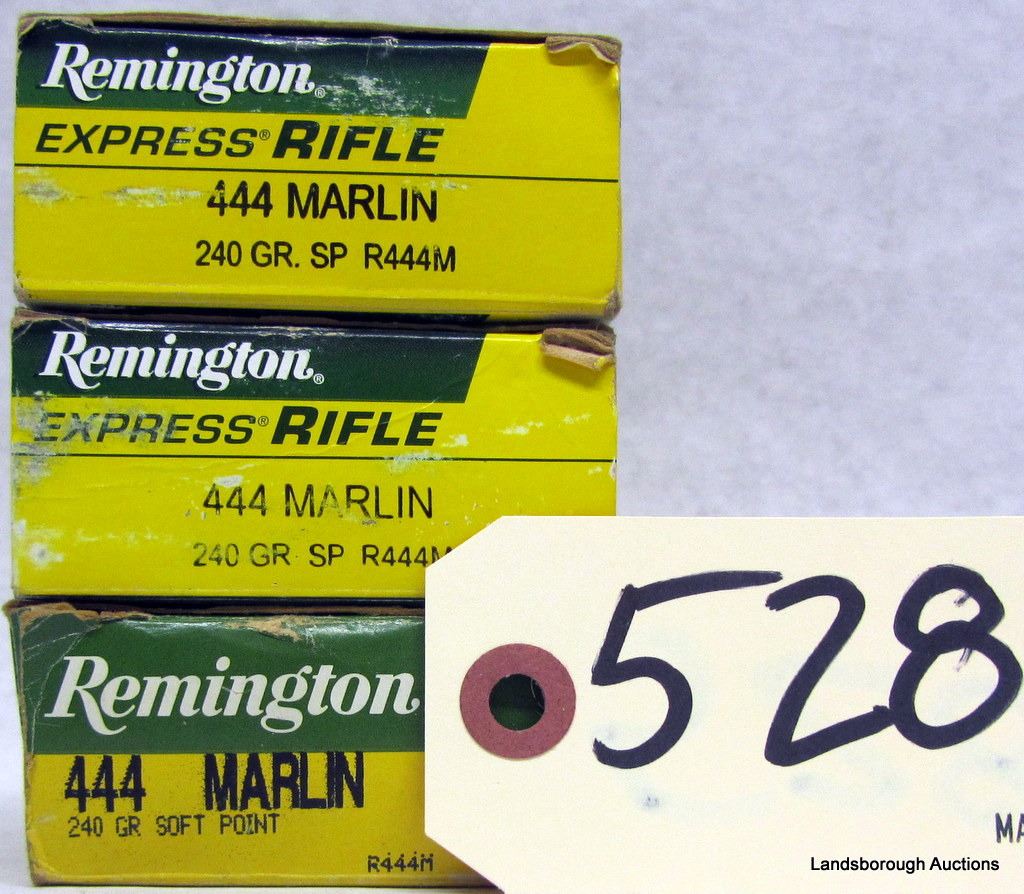 Remington®
EXPRESS® RIFLE
444 MARLIN
240 GR. SP R444M
Remington®
EXPRESS® RIFLE
444 MARLIN
240 GR SP R444M
Remington
444 MARLIN
240 GR SOFT POINT
R444M
528
MA
Landsborough Auctions